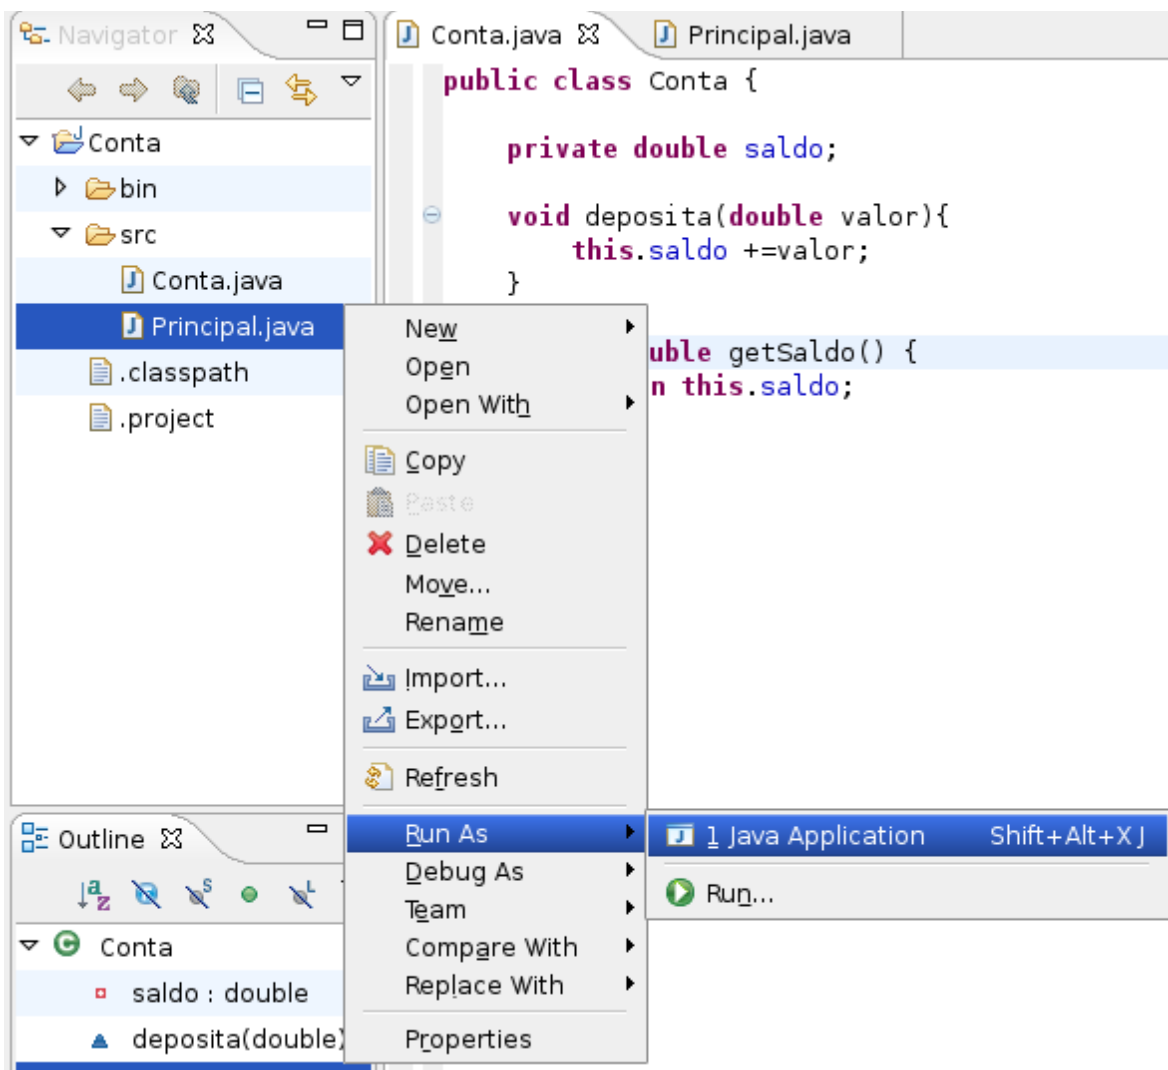 Navigator
Conta
bin
src
Conta.java
Principal.java
.classpath
.project
Conta.java
Principal.java
public class Conta {
private double saldo;
void deposita(double valor){
this.saldo +=valor;
}
uble getSaldo() {
n this.saldo;
New
Open
Open With
Copy
Paste
Delete
Move...
Rename
Import...
Export...
Refresh
Run As
Debug As
Team
Compare With
Replace With
Properties
1 Java Application Shift+Alt+X J
Run...
Outline
Conta
saldo : double
deposita(double)